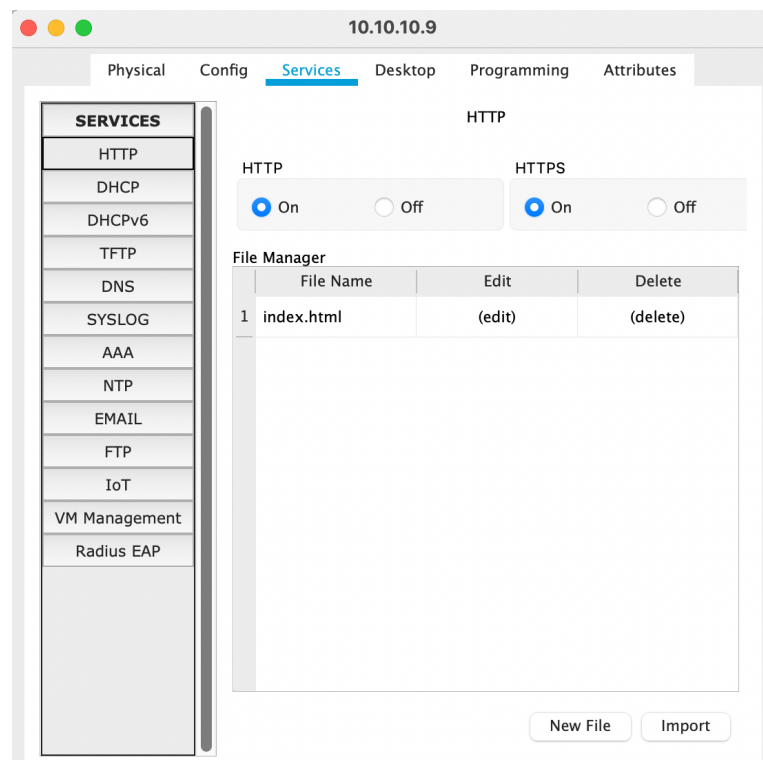 10.10.10.9
Physical Config Services Desktop Programming Attributes
SERVICES
HTTP
DHCP
DHCPv6
TFTP
DNS
SYSLOG
AAA
NTP
EMAIL
FTP
IoT
VM Management
Radius EAP
HTTP
HTTP HTTPS
On Off On Off
File Manager
File Name Edit Delete
1 index.html (edit) (delete)
New File Import